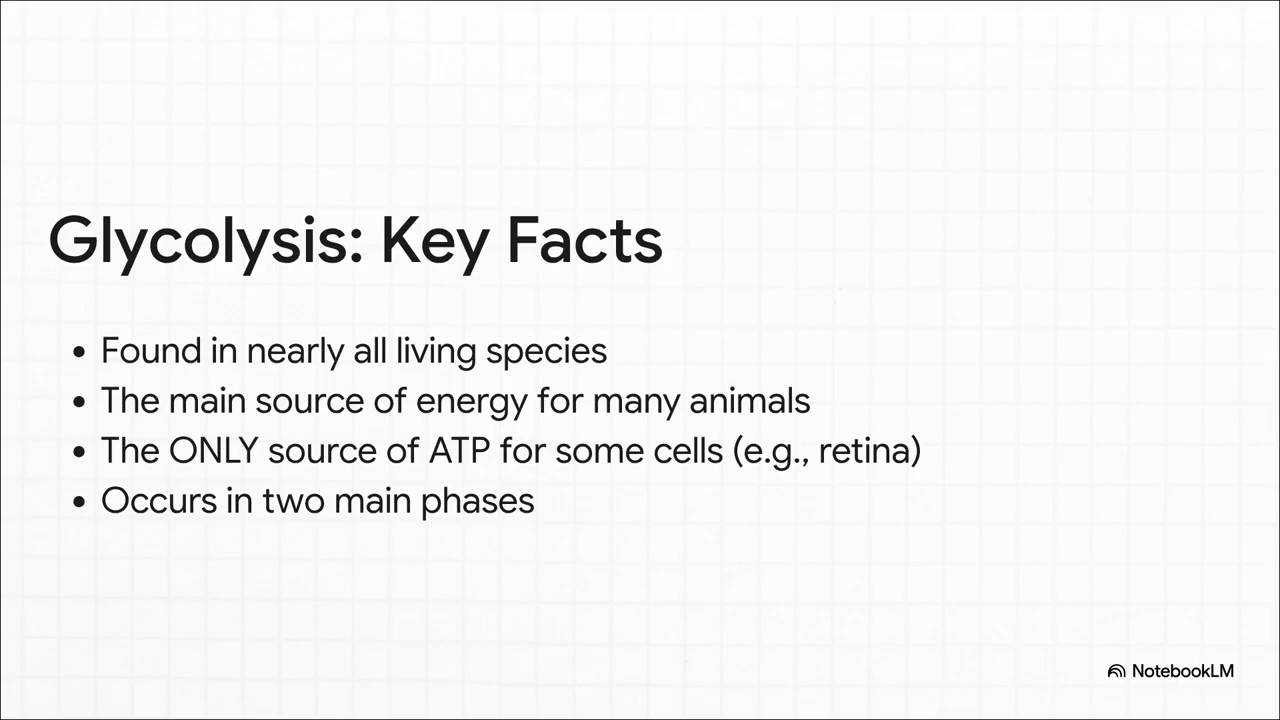 Glycolysis: Key Facts
• Found in nearly all living species
• The main source of energy for many animals
• The ONLY source of ATP for some cells (e.g., retina)
• Occurs in two main phases
NotebookLM